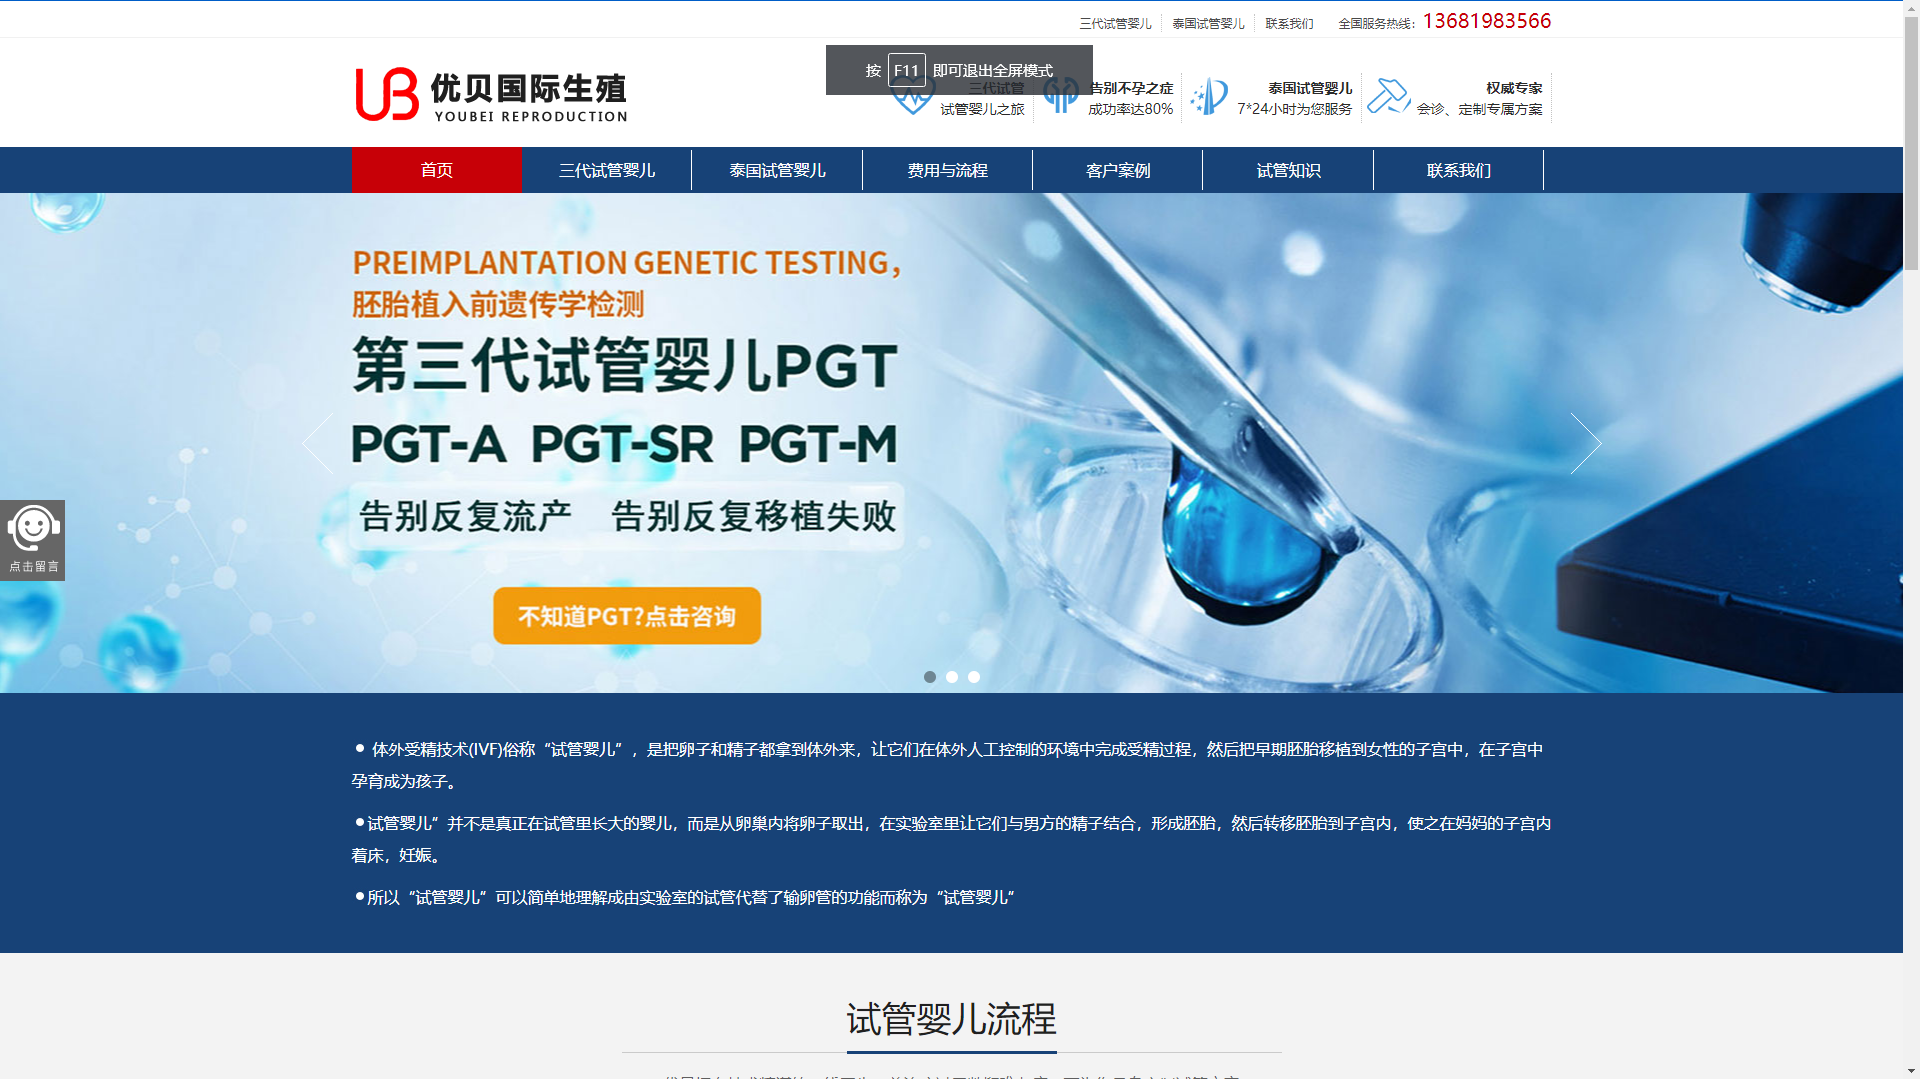 三代试管婴儿 泰国试管婴儿 联系我们 全国服务热线：13681983566
按 F11 即可退出全屏模式
UB 优贝国际生殖
YOUBEI REPRODUCTION
三代试管
试管婴儿之旅
告别不孕之症
成功率达80%
泰国试管婴儿
7*24小时为您服务
权威专家
会诊、定制专属方案
首页 三代试管婴儿 泰国试管婴儿 费用与流程 客户案例 试管知识 联系我们
PREIMPLANTATION GENETIC TESTING,
胚胎植入前遗传学检测
第三代试管婴儿PGT
PGT-A PGT-SR PGT-M
告别反复流产 告别反复移植失败
不知道PGT?点击咨询
点击留言
体外受精技术(IVF)俗称“试管婴儿”，是把卵子和精子都拿到体外来，让它们在体外人工控制的环境中完成受精过程，然后把早期胚胎移植到女性的子宫中，在子宫中
孕育成为孩子。
试管婴儿”并不是真正在试管里长大的婴儿，而是从卵巢内将卵子取出，在实验室里让它们与男方的精子结合，形成胚胎，然后转移胚胎到子宫内，使之在妈妈的子宫内
着床，妊娠。
所以“试管婴儿”可以简单地理解成由实验室的试管代替了输卵管的功能而称为“试管婴儿”
试管婴儿流程